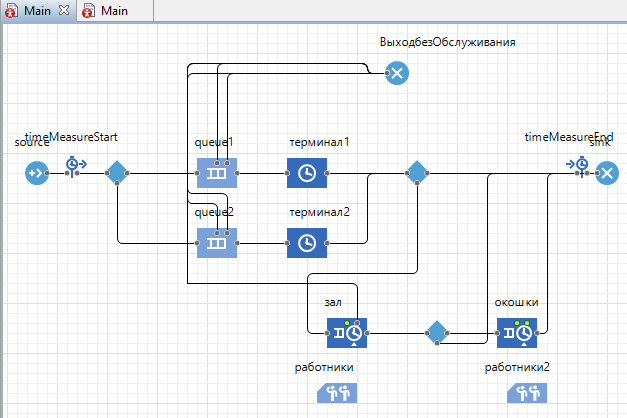 Main
Main
ВыходбезОбслуживания
source
timeMeasureStart
queue1
терминал1
timeMeasureEnd
sink
queue2
терминал2
зал
окошки
работники
работники2